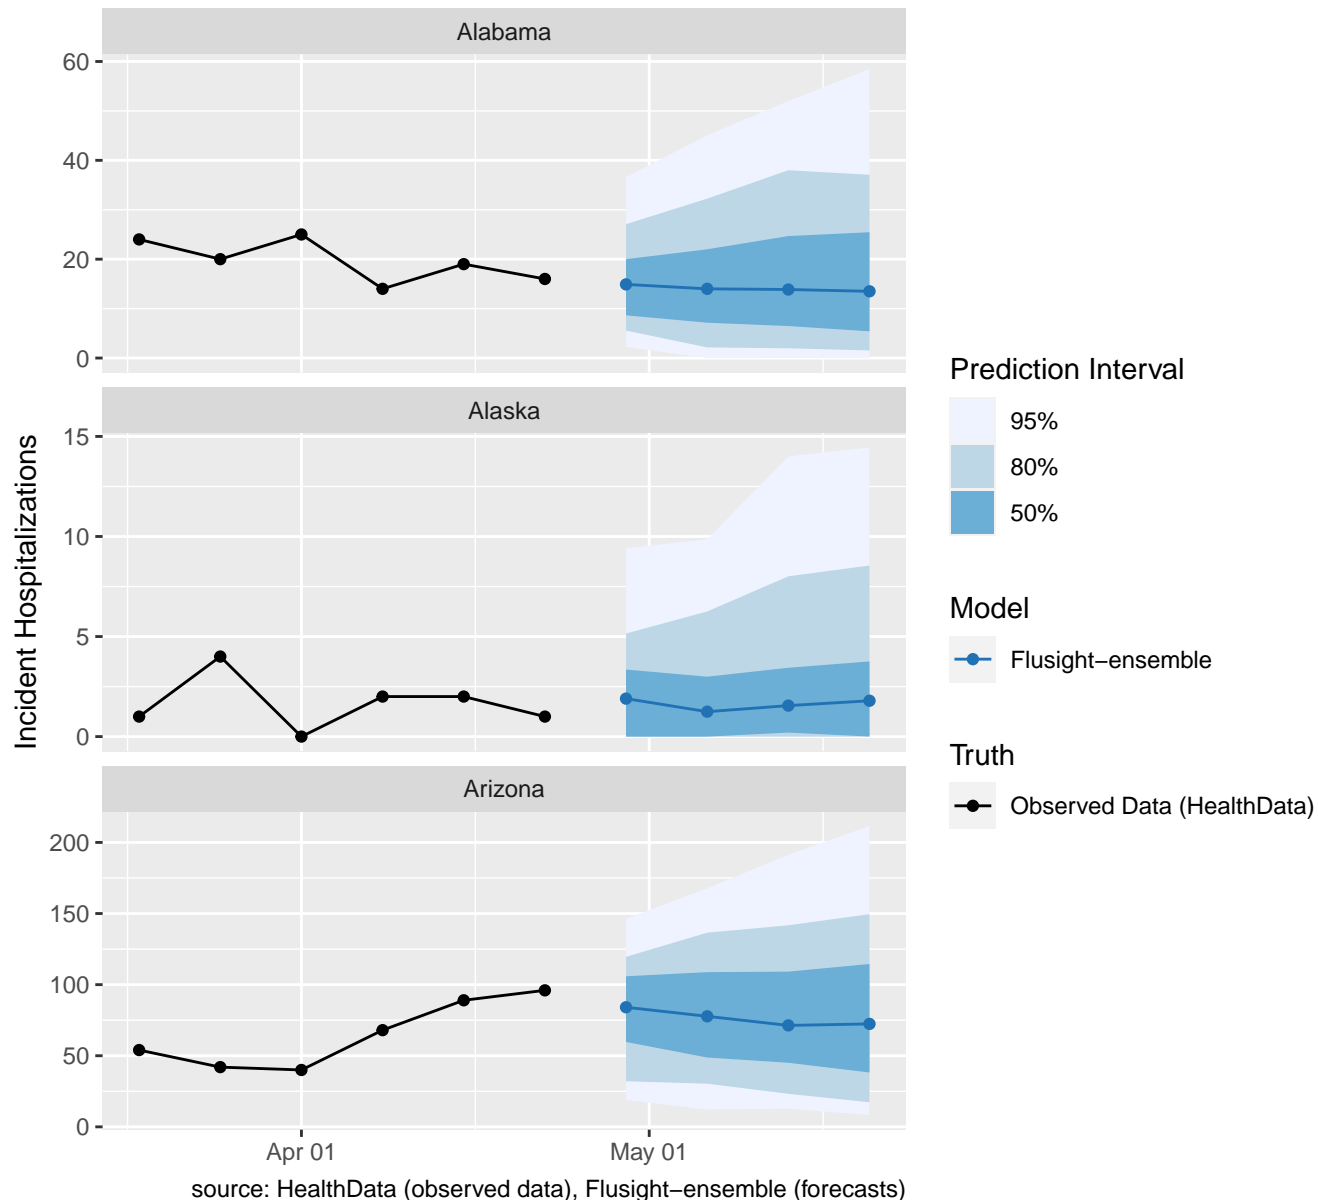 Alabama
60
40
20
0
Alaska
15
10
5
0
Arizona
200
150
100
50
0
Apr 01
May 01
Incident Hospitalizations
Prediction Interval
95%
80%
50%
Model
Flusight−ensemble
Truth
Observed Data (HealthData)
source: HealthData (observed data), Flusight−ensemble (forecasts)